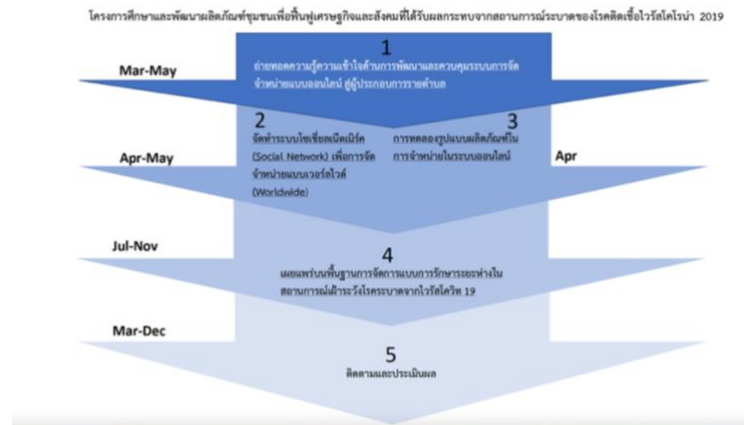 โครงการศึกษาและพัฒนาผลิตภัณฑ์ชุมชนเพื่อฟื้นฟูเศรษฐกิจและสังคมที่ได้รับผลกระทบจากสถานการณ์ระบาดของโรคติดเชื้อไวรัสโคโรน่า 2019
1
Mar-May
ถ่ายทอดความรู้ความเข้าใจด้านการพัฒนาและควบคุมระบบการจัด
จำหน่ายแบบออนไลน์ สู่ผู้ประกอบการรายตำบล
2
จัดทำระบบโซเชี่ยลเน็ตเวิร์ค
(Social Network) เพื่อการจัด
จำหน่ายแบบเวอร์ดไวด์
(Worldwide)
Apr-May
3
การทดลองรูปแบบผลิตภัณฑ์ใน
การจำหน่ายในระบบออนไลน์
Apr
Jul-Nov
4
เผยแพร่บนพื้นฐานการจัดการแบบการรักษาระยะห่างใน
สถานการณ์เฝ้าระวังโรคระบาดจากไวรัสโควิท 19
Mar-Dec
5
ติดตามและประเมินผล